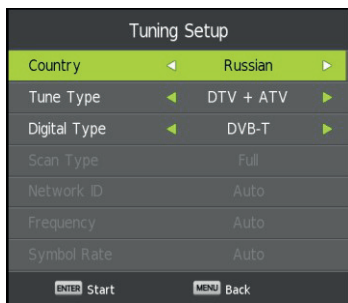 Tuning Setup
Country Russian
Tune Type DTV + ATV
Digital Type DVB-T
Scan Type Full
Network ID Auto
Frequency Auto
Symbol Rate Auto
ENTER Start MENU Back